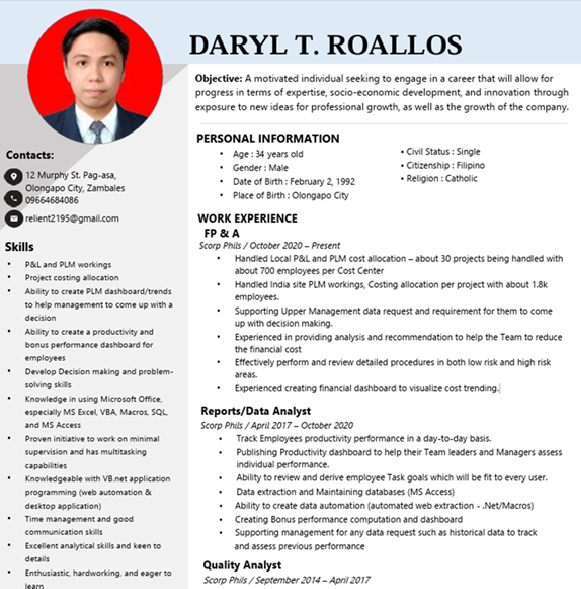 DARYL T. ROALLOS
Objective: A motivated individual seeking to engage in a career that will allow for
progress in terms of expertise, socio-economic development, and innovation through
exposure to new ideas for professional growth, as well as the growth of the company.
Contacts:
12 Murphy St. Pag-asa,
Olongapo City, Zambales
09664684086
relient2195@gmail.com
Skills
• P&L and PLM workings
• Project costing allocation
• Ability to create PLM dashboard/trends
to help management to come up with a
decision
• Ability to create a productivity and
bonus performance dashboard for
employees
• Develop Decision making and problem-
solving skills
• Knowledge in using Microsoft Office,
especially MS Excel, VBA, Macros, SQL,
and MS Access
• Proven initiative to work on minimal
supervision and has multitasking
capabilities
• Knowledgeable with VB.net application
programming (web automation &
desktop application)
• Time management and good
communication skills
• Excellent analytical skills and keen to
details
• Enthusiastic, hardworking, and eager to
learn
PERSONAL INFORMATION
• Age : 34 years old
• Gender : Male
• Date of Birth : February 2, 1992
• Place of Birth : Olongapo City
• Civil Status : Single
• Citizenship : Filipino
• Religion : Catholic
WORK EXPERIENCE
FP & A
Scorp Phils / October 2020 – Present
• Handled Local P&L and PLM cost allocation – about 30 projects being handled with
about 700 employees per Cost Center
• Handled India site PLM workings, Costing allocation per project with about 1.8k
employees.
• Supporting Upper Management data request and requirement for them to come
up with decision making.
• Experienced in providing analysis and recommendation to help the Team to reduce
the financial cost
• Effectively perform and review detailed procedures in both low and high risk
areas.
• Experienced creating financial dashboard to visualize cost trending.
Reports/Data Analyst
Scorp Phils / April 2017 – October 2020
• Track Employees productivity performance in a day-to-day basis.
• Publishing Productivity dashboard to help their Team leaders and Managers assess
individual performance.
• Ability to review and derive employee Task goals which will be fit to every user.
• Data extraction and Maintaining databases (MS Access)
• Ability to create data automation (automated web extraction - .Net/Macros)
• Creating Bonus performance computation and dashboard
• Supporting management for any data request such as historical data to track
and assess previous performance
Quality Analyst
Scorp Phils / September 2014 – April 2017